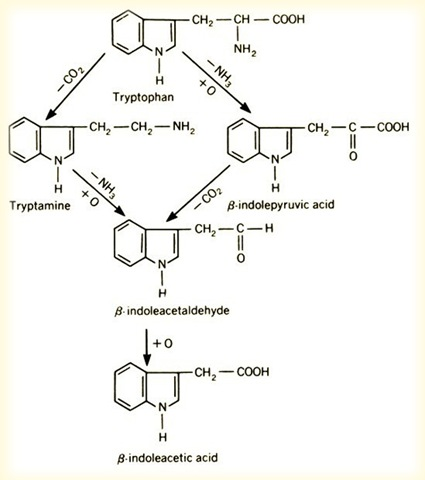 CH₂—CH—COOH
NH₂
N
H
Tryptophan
–CO₂
–NH₃
+O
CH₂—CH₂—NH₂
N
H
Tryptamine
CH₂—C—COOH
O
N
H
β-indolepyruvic acid
–NH₃
+O
–CO₂
CH₂—C—H
O
N
H
β-indoleacetaldehyde
+O
CH₂—COOH
N
H
β-indoleacetic acid